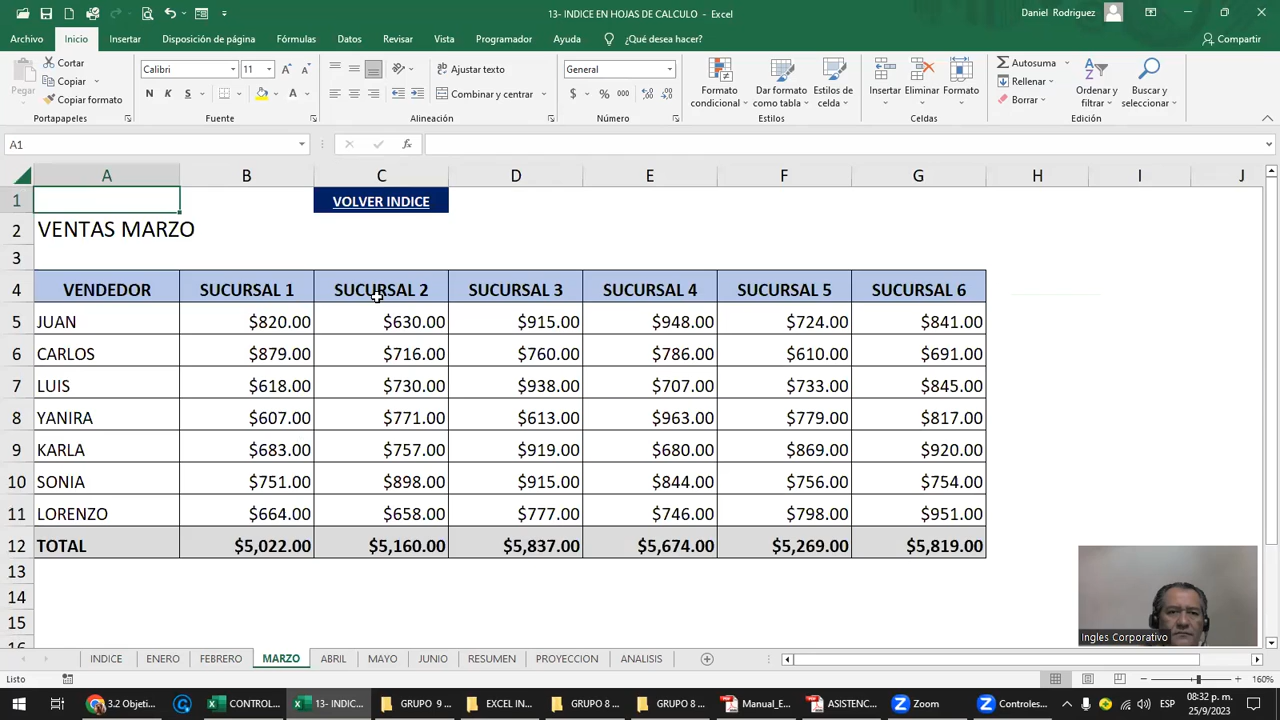 13- INDICE EN HOJAS DE CALCULO - Excel
Daniel Rodriguez
Archivo Inicio Insertar Disposición de página Fórmulas Datos Revisar Vista Programador Ayuda ¿Qué desea hacer? Compartir
Pegar
Cortar
Copiar
Copiar formato
Portapapeles
Calibri 11
N K S
Fuente
Ajustar texto
Combinar y centrar
Alineación
General
$ % 000
Número
Formato condicional
Dar formato como tabla
Estilos de celda
Estilos
Insertar Eliminar Formato
Celdas
Autosuma
Rellenar
Borrar
Ordenar y filtrar
Buscar y seleccionar
Edición
A1
A B C D E F G H I J
1 VOLVER INDICE
2 VENTAS MARZO
3
4 VENDEDOR SUCURSAL 1 SUCURSAL 2 SUCURSAL 3 SUCURSAL 4 SUCURSAL 5 SUCURSAL 6
5 JUAN $820.00 $630.00 $915.00 $948.00 $724.00 $841.00
6 CARLOS $879.00 $716.00 $760.00 $786.00 $610.00 $691.00
7 LUIS $618.00 $730.00 $938.00 $707.00 $733.00 $845.00
8 YANIRA $607.00 $771.00 $613.00 $963.00 $779.00 $817.00
9 KARLA $683.00 $757.00 $919.00 $680.00 $869.00 $920.00
10 SONIA $751.00 $898.00 $915.00 $844.00 $756.00 $754.00
11 LORENZO $664.00 $658.00 $777.00 $746.00 $798.00 $951.00
12 TOTAL $5,022.00 $5,160.00 $5,837.00 $5,674.00 $5,269.00 $5,819.00
13
14
15
Ingles Corporativo
INDICE ENERO FEBRERO MARZO ABRIL MAYO JUNIO RESUMEN PROYECCION ANALISIS
Listo 160%
3.2 Objeti... CONTROL... 13- INDIC... GRUPO 9 ... EXCEL IN... GRUPO 8 ... GRUPO 8 ... Manual_E... ASISTENC... Zoom Controles... ESP
08:32 p. m.
25/9/2023